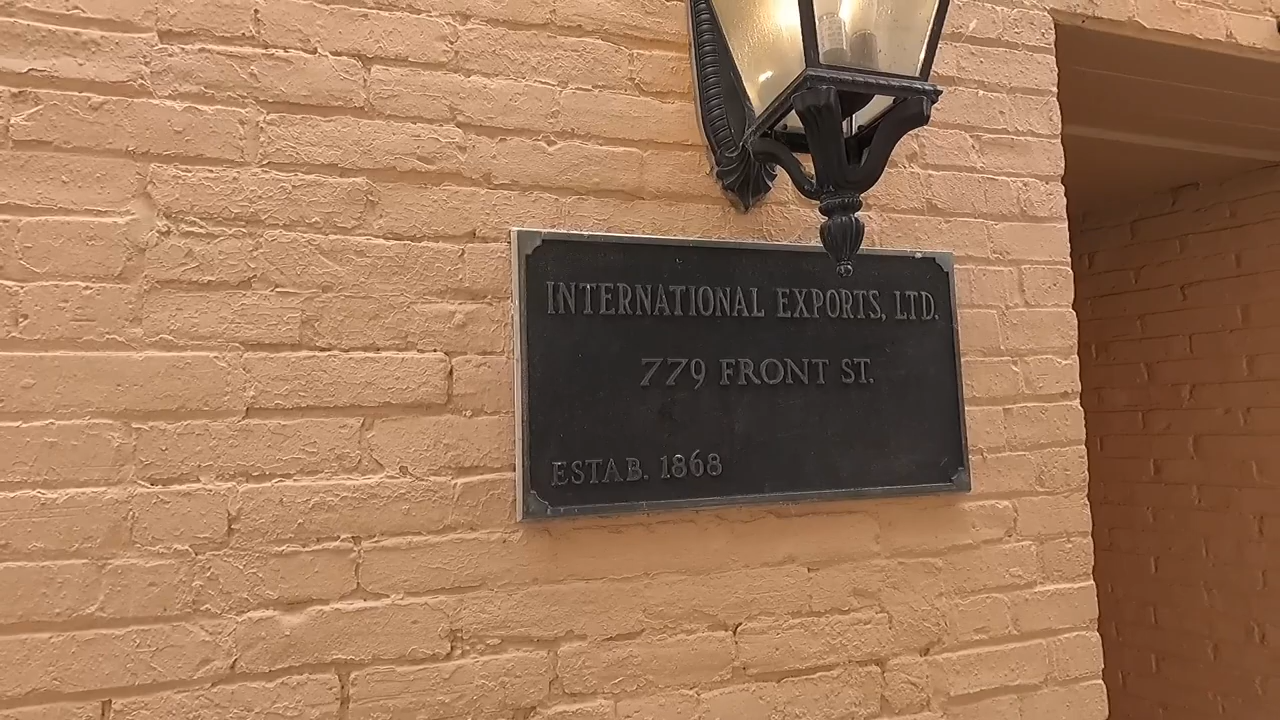 INTERNATIONAL EXPORTS, LTD.
779 FRONT ST.
ESTAB. 1868